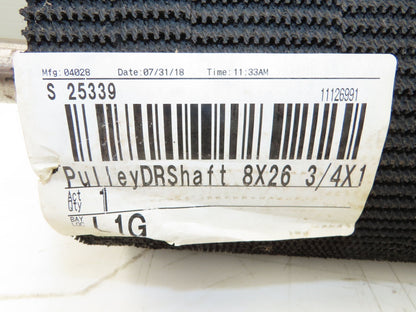 Mfg: 04028 Date: 07/31/18 Time: 11:33AM
S 25339 11126991
PulleyDRShaft 8X26 3/4X1
Act Qty 1
BAY LOC 1G